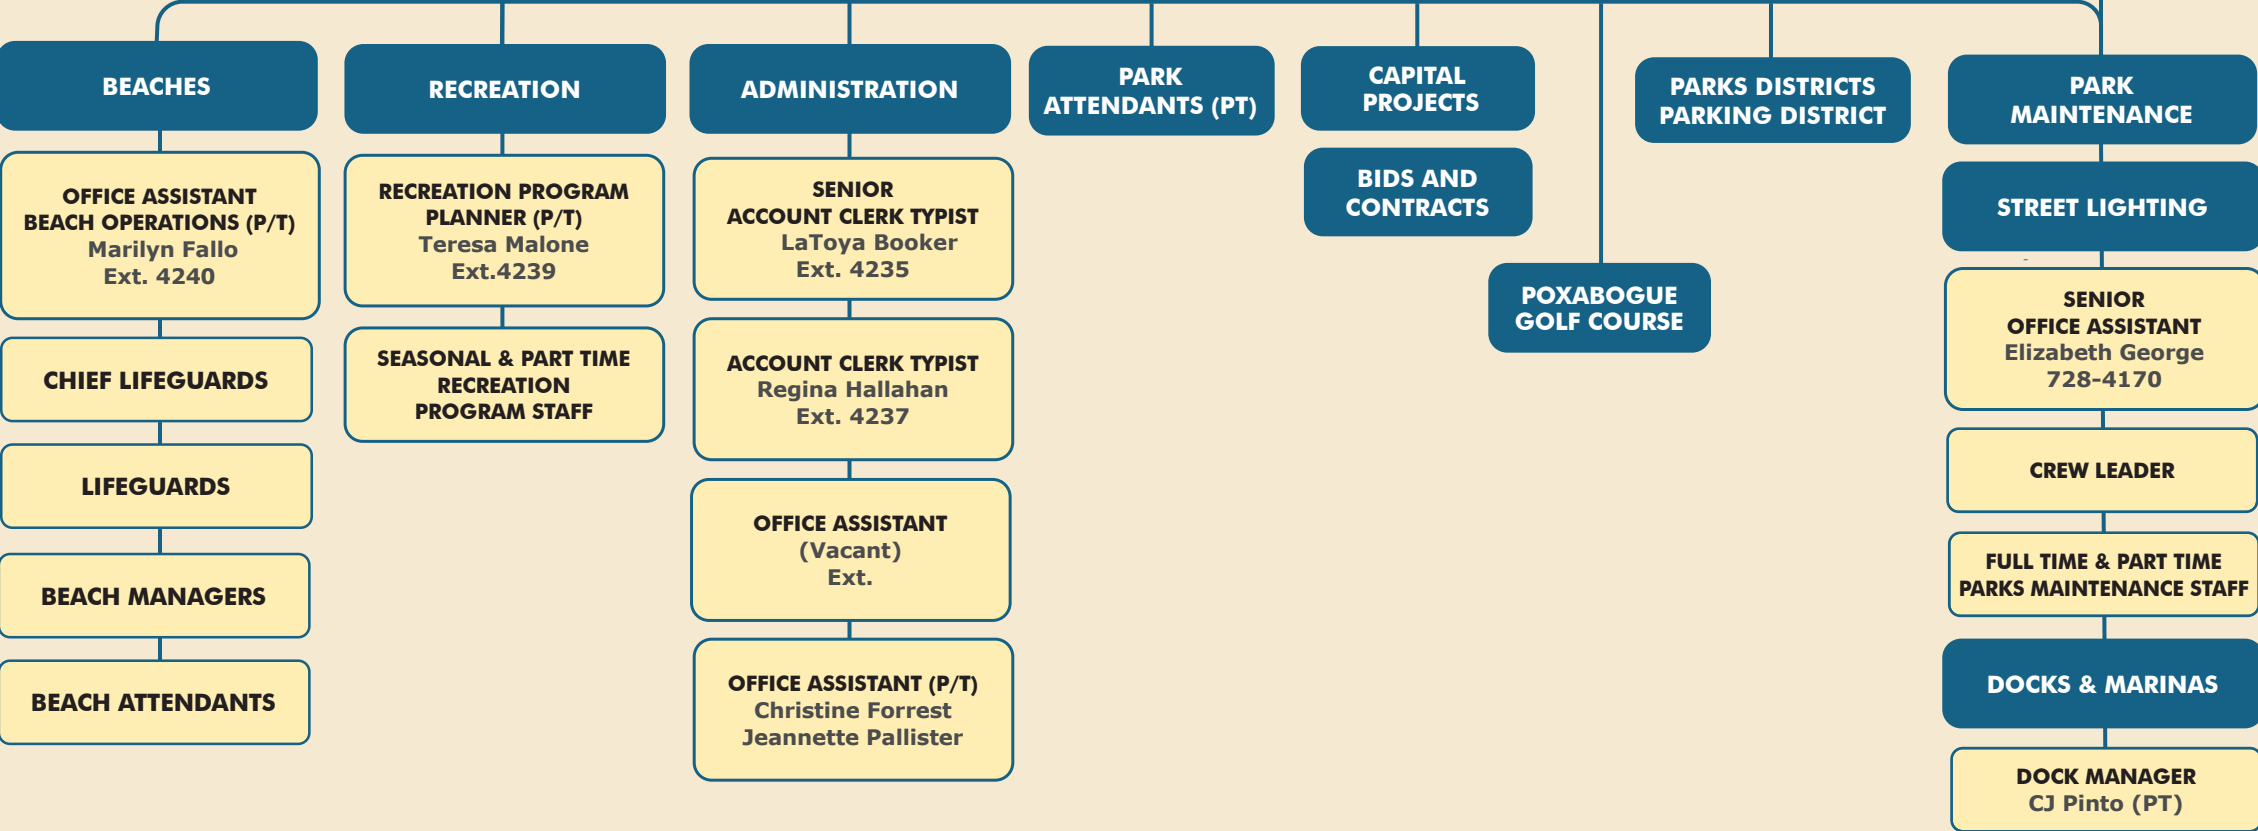 BEACHES
OFFICE ASSISTANT
BEACH OPERATIONS (P/T)
Marilyn Fallo
Ext. 4240
CHIEF LIFEGUARDS
LIFEGUARDS
BEACH MANAGERS
BEACH ATTENDANTS
RECREATION
RECREATION PROGRAM
PLANNER (P/T)
Teresa Malone
Ext.4239
SEASONAL & PART TIME
RECREATION
PROGRAM STAFF
ADMINISTRATION
SENIOR
ACCOUNT CLERK TYPIST
LaToya Booker
Ext. 4235
ACCOUNT CLERK TYPIST
Regina Hallahan
Ext. 4237
OFFICE ASSISTANT
(Vacant)
Ext.
OFFICE ASSISTANT (P/T)
Christine Forrest
Jeannette Pallister
PARK
ATTENDANTS (PT)
CAPITAL
PROJECTS
BIDS AND
CONTRACTS
POXABOGUE
GOLF COURSE
PARKS DISTRICTS
PARKING DISTRICT
PARK
MAINTENANCE
STREET LIGHTING
SENIOR
OFFICE ASSISTANT
Elizabeth George
728-4170
CREW LEADER
FULL TIME & PART TIME
PARKS MAINTENANCE STAFF
DOCKS & MARINAS
DOCK MANAGER
CJ Pinto (PT)